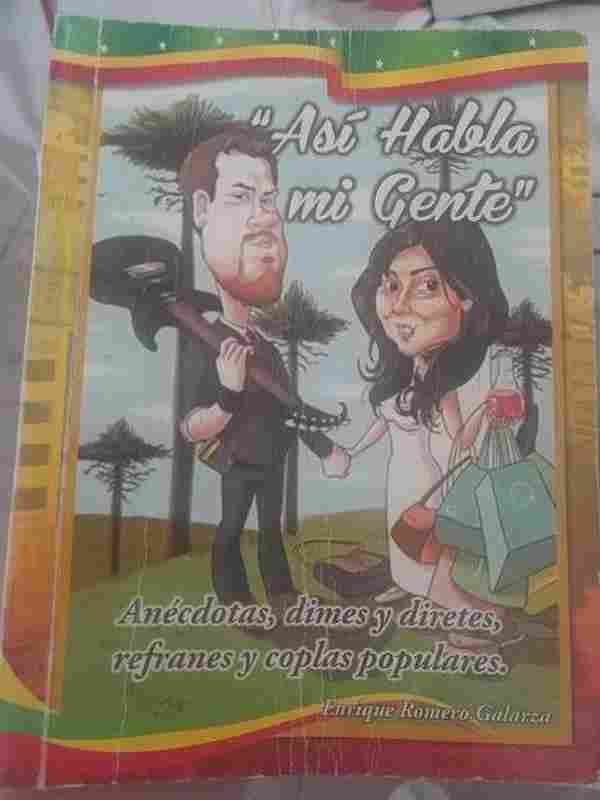 "Así Habla
mi Gente"
Anécdotas, dimes y diretes,
refranes y coplas populares.
Enrique Romero Galarza